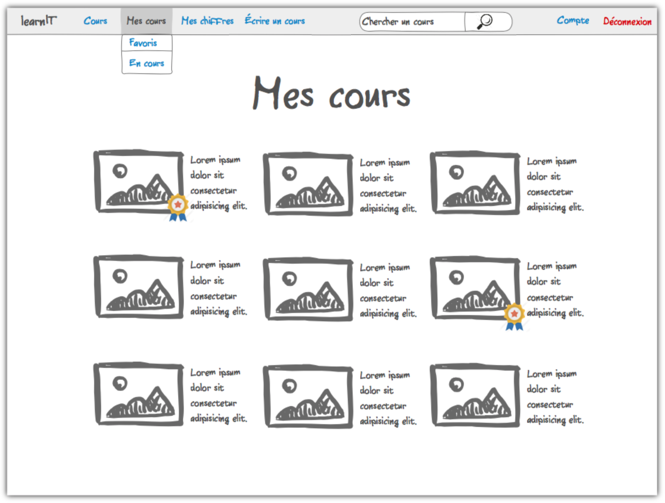 learnIT Cours Mes cours Mes chiffres Écrire un cours Chercher un cours Compte Déconnexion
Favoris
En cours
Mes cours
Lorem ipsum
dolor sit
consectetur
adipisicing elit.
Lorem ipsum
dolor sit
consectetur
adipisicing elit.
Lorem ipsum
dolor sit
consectetur
adipisicing elit.
Lorem ipsum
dolor sit
consectetur
adipisicing elit.
Lorem ipsum
dolor sit
consectetur
adipisicing elit.
Lorem ipsum
dolor sit
consectetur
adipisicing elit.
Lorem ipsum
dolor sit
consectetur
adipisicing elit.
Lorem ipsum
dolor sit
consectetur
adipisicing elit.
Lorem ipsum
dolor sit
consectetur
adipisicing elit.